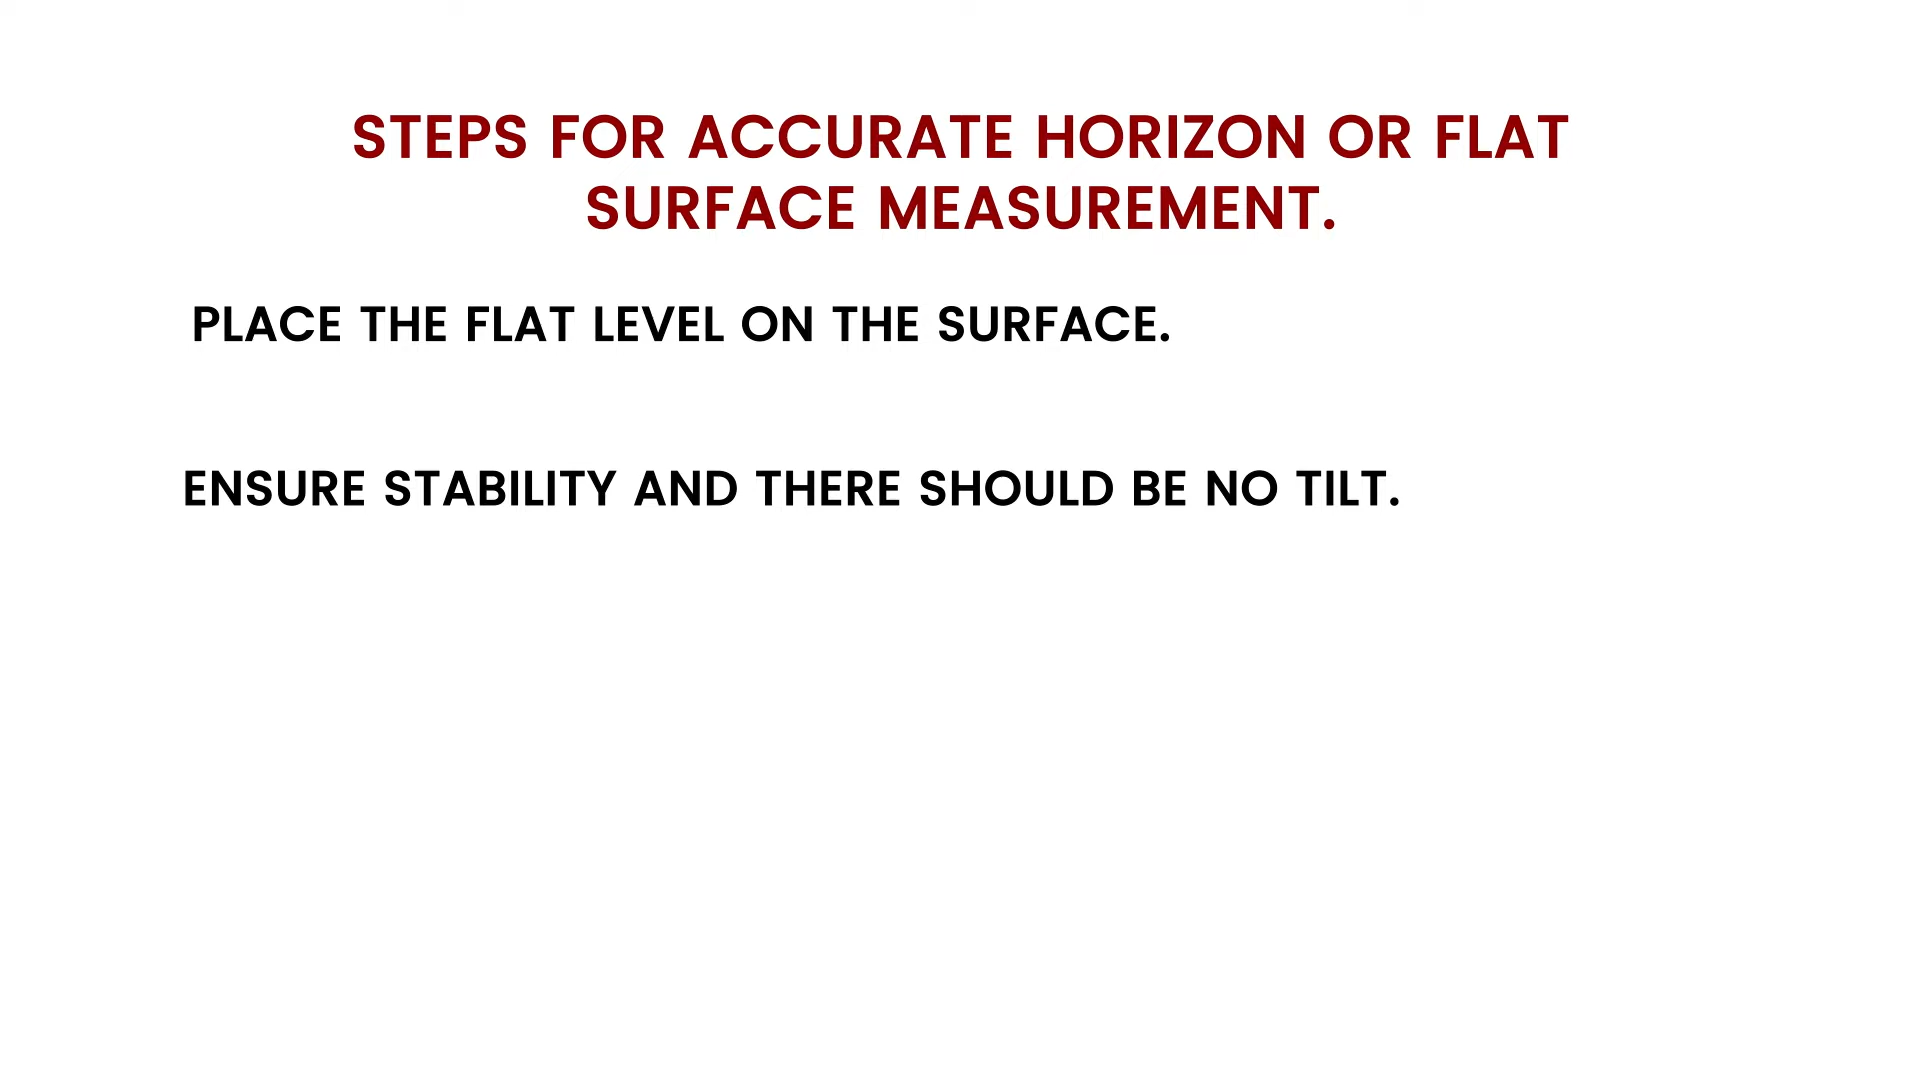 STEPS FOR ACCURATE HORIZON OR FLAT
SURFACE MEASUREMENT.
PLACE THE FLAT LEVEL ON THE SURFACE.
ENSURE STABILITY AND THERE SHOULD BE NO TILT.